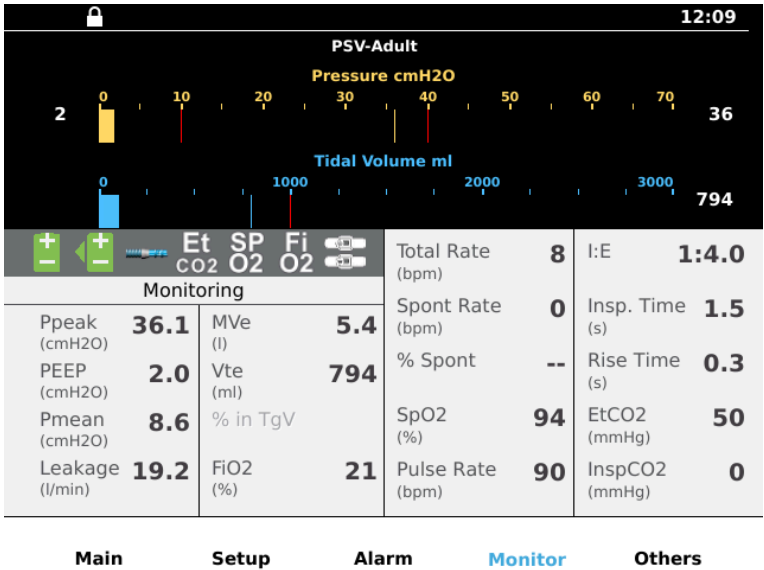 12:09
PSV-Adult
Pressure cmH2O
0 10 20 30 40 50 60 70
2 36
Tidal Volume ml
0 1000 2000 3000
794
Et CO2 SP O2 Fi O2
Monitoring
Ppeak (cmH2O) 36.1
PEEP (cmH2O) 2.0
Pmean (cmH2O) 8.6
Leakage (l/min) 19.2
MVe (l) 5.4
Vte (ml) 794
% in TgV
FiO2 (%) 21
Total Rate (bpm) 8
Spont Rate (bpm) 0
% Spont --
SpO2 (%) 94
Pulse Rate (bpm) 90
I:E 1:4.0
Insp. Time (s) 1.5
Rise Time (s) 0.3
EtCO2 (mmHg) 50
InspCO2 (mmHg) 0
Main Setup Alarm Monitor Others